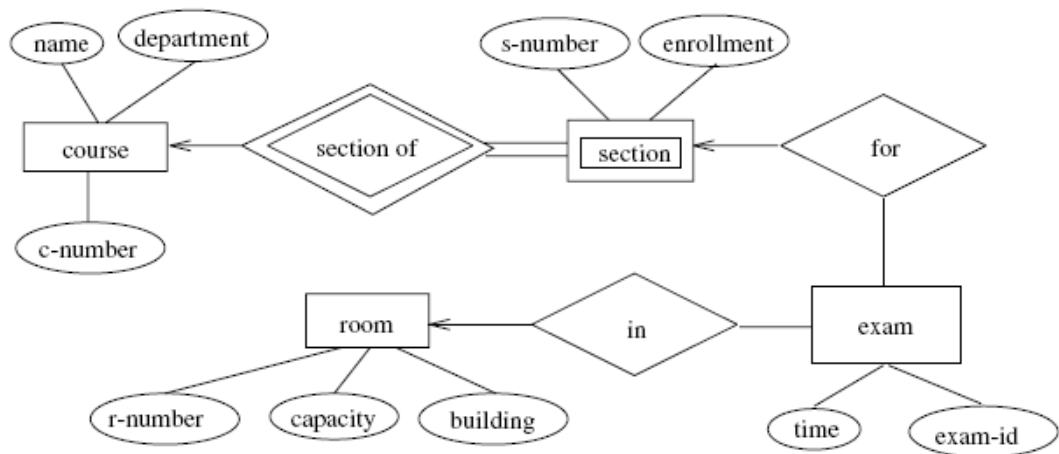 name
department
s-number
enrollment
course
section of
section
for
c-number
room
in
exam
r-number
capacity
building
time
exam-id